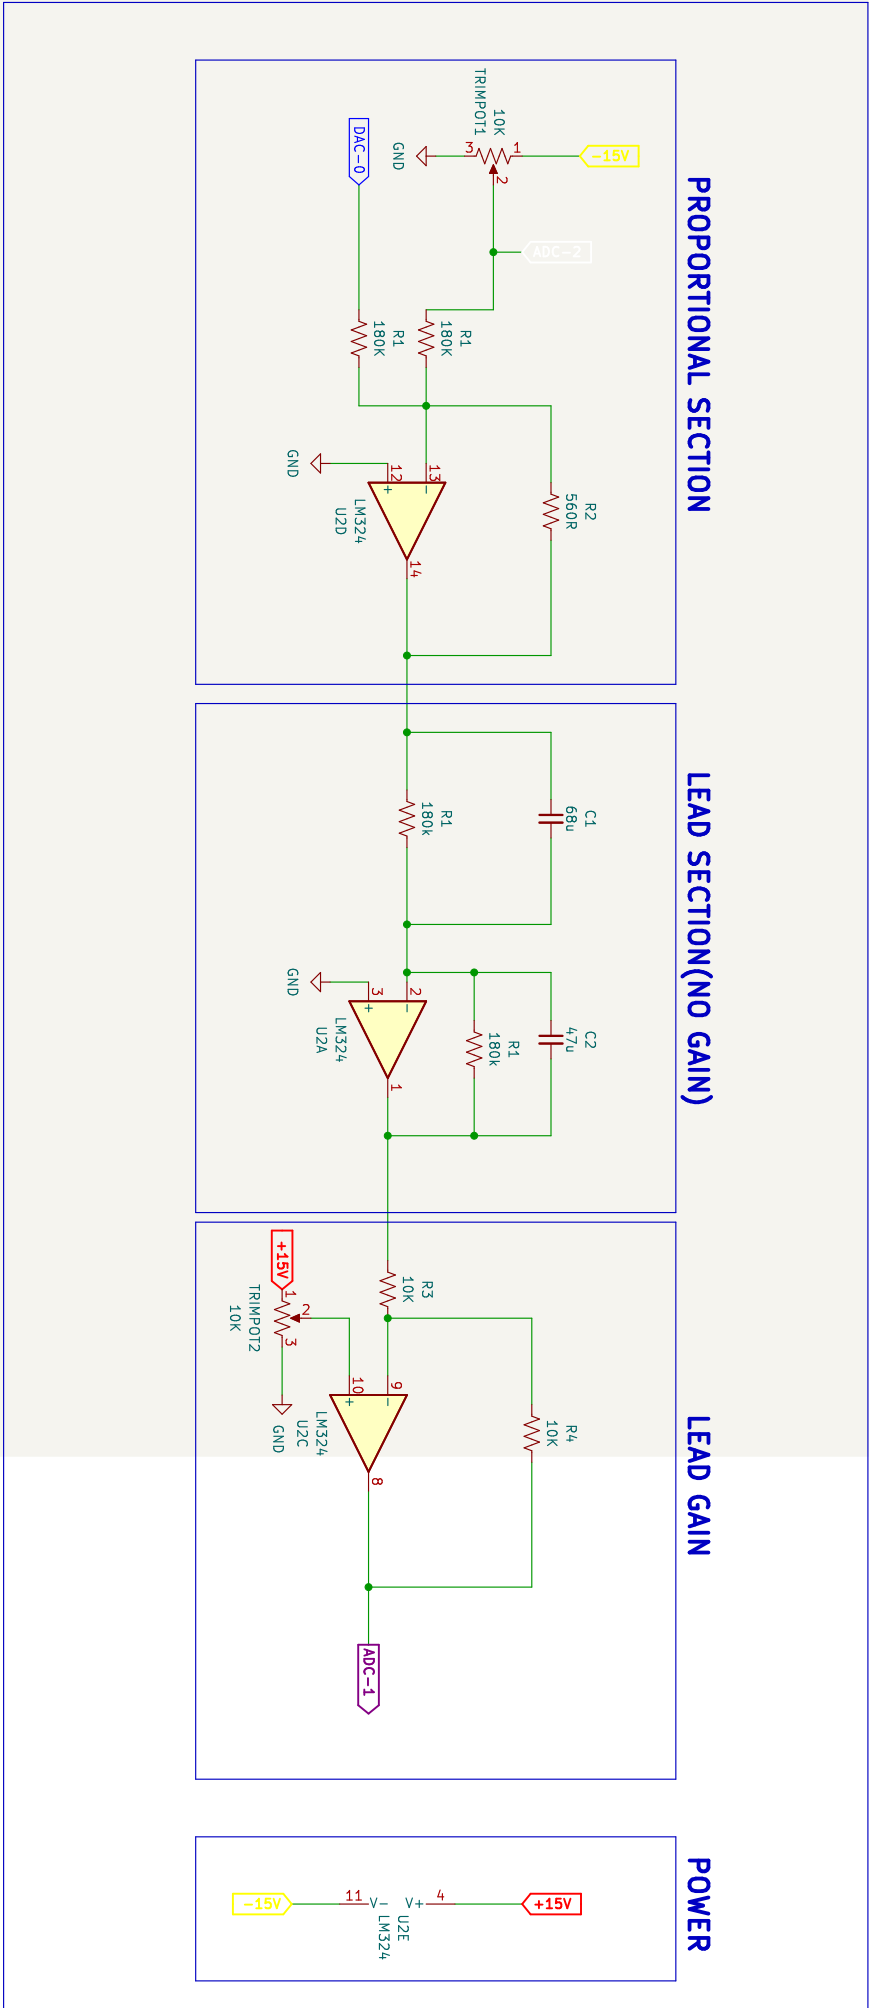 PROPORTIONAL SECTION
TRIMPOT1
10K
1
2
3
-15V
GND
ADC-2
DAC-0
R1
180K
R1
180K
R2
560R
GND
12
13
14
+
-
LM324
U2D
LEAD SECTION(NO GAIN)
C1
68u
R1
180k
C2
47u
R1
180k
GND
3
2
1
+
-
LM324
U2A
LEAD GAIN
R3
10K
+15V
1
2
3
TRIMPOT2
10K
GND
R4
10K
10
9
8
+
-
LM324
U2C
ADC-1
POWER
+15V
4
V+
U2E
LM324
V-
11
-15V